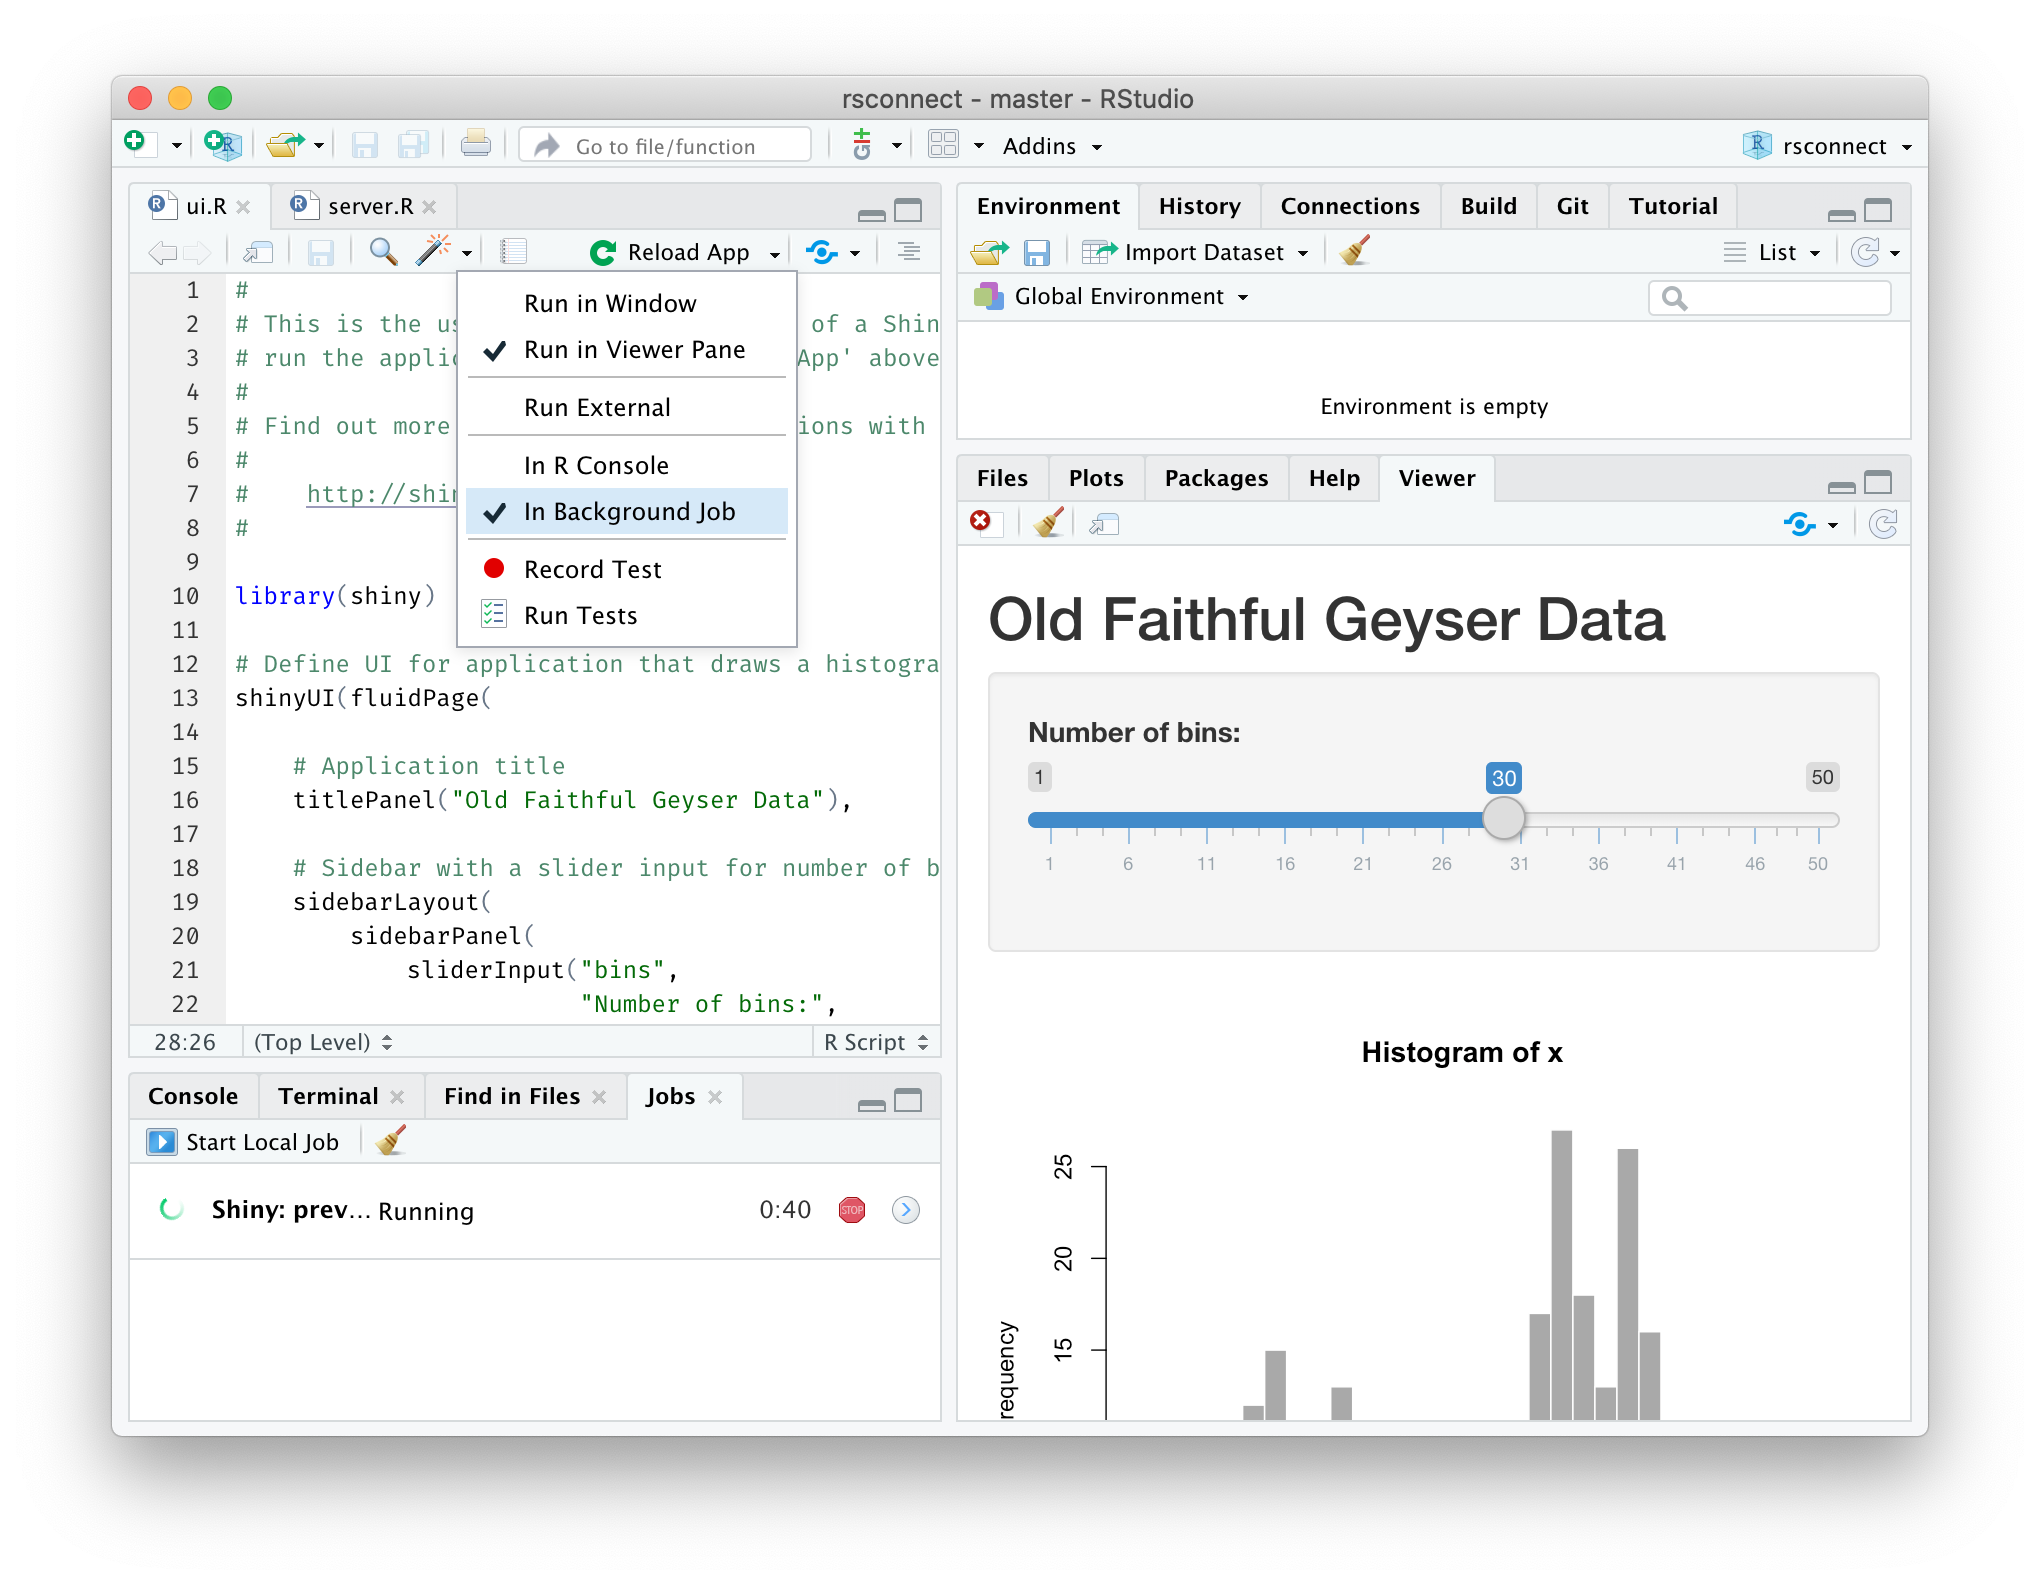 rsconnect - master - RStudio
Go to file/function
Git
Addins
rsconnect
ui.R
server.R
Reload App
Run in Window
Run in Viewer Pane
Run External
In R Console
In Background Job
Record Test
Run Tests
1 #
2 # This is the us of a Shin
3 # run the applic App' above
4 #
5 # Find out more ions with
6 #
7 # http://shin
8 #
9
10 library(shiny)
11
12 # Define UI for application that draws a histogra
13 shinyUI(fluidPage(
14
15 # Application title
16 titlePanel("Old Faithful Geyser Data"),
17
18 # Sidebar with a slider input for number of b
19 sidebarLayout(
20 sidebarPanel(
21 sliderInput("bins",
22 "Number of bins:",
28:26 (Top Level) R Script
Console Terminal Find in Files Jobs
Start Local Job
Shiny: prev... Running 0:40 STOP
Environment History Connections Build Git Tutorial
Import Dataset List
Global Environment
Environment is empty
Files Plots Packages Help Viewer
Old Faithful Geyser Data
Number of bins:
1 30 50
1 6 11 16 21 26 31 36 41 46 50
Histogram of x
25
20
15
requency